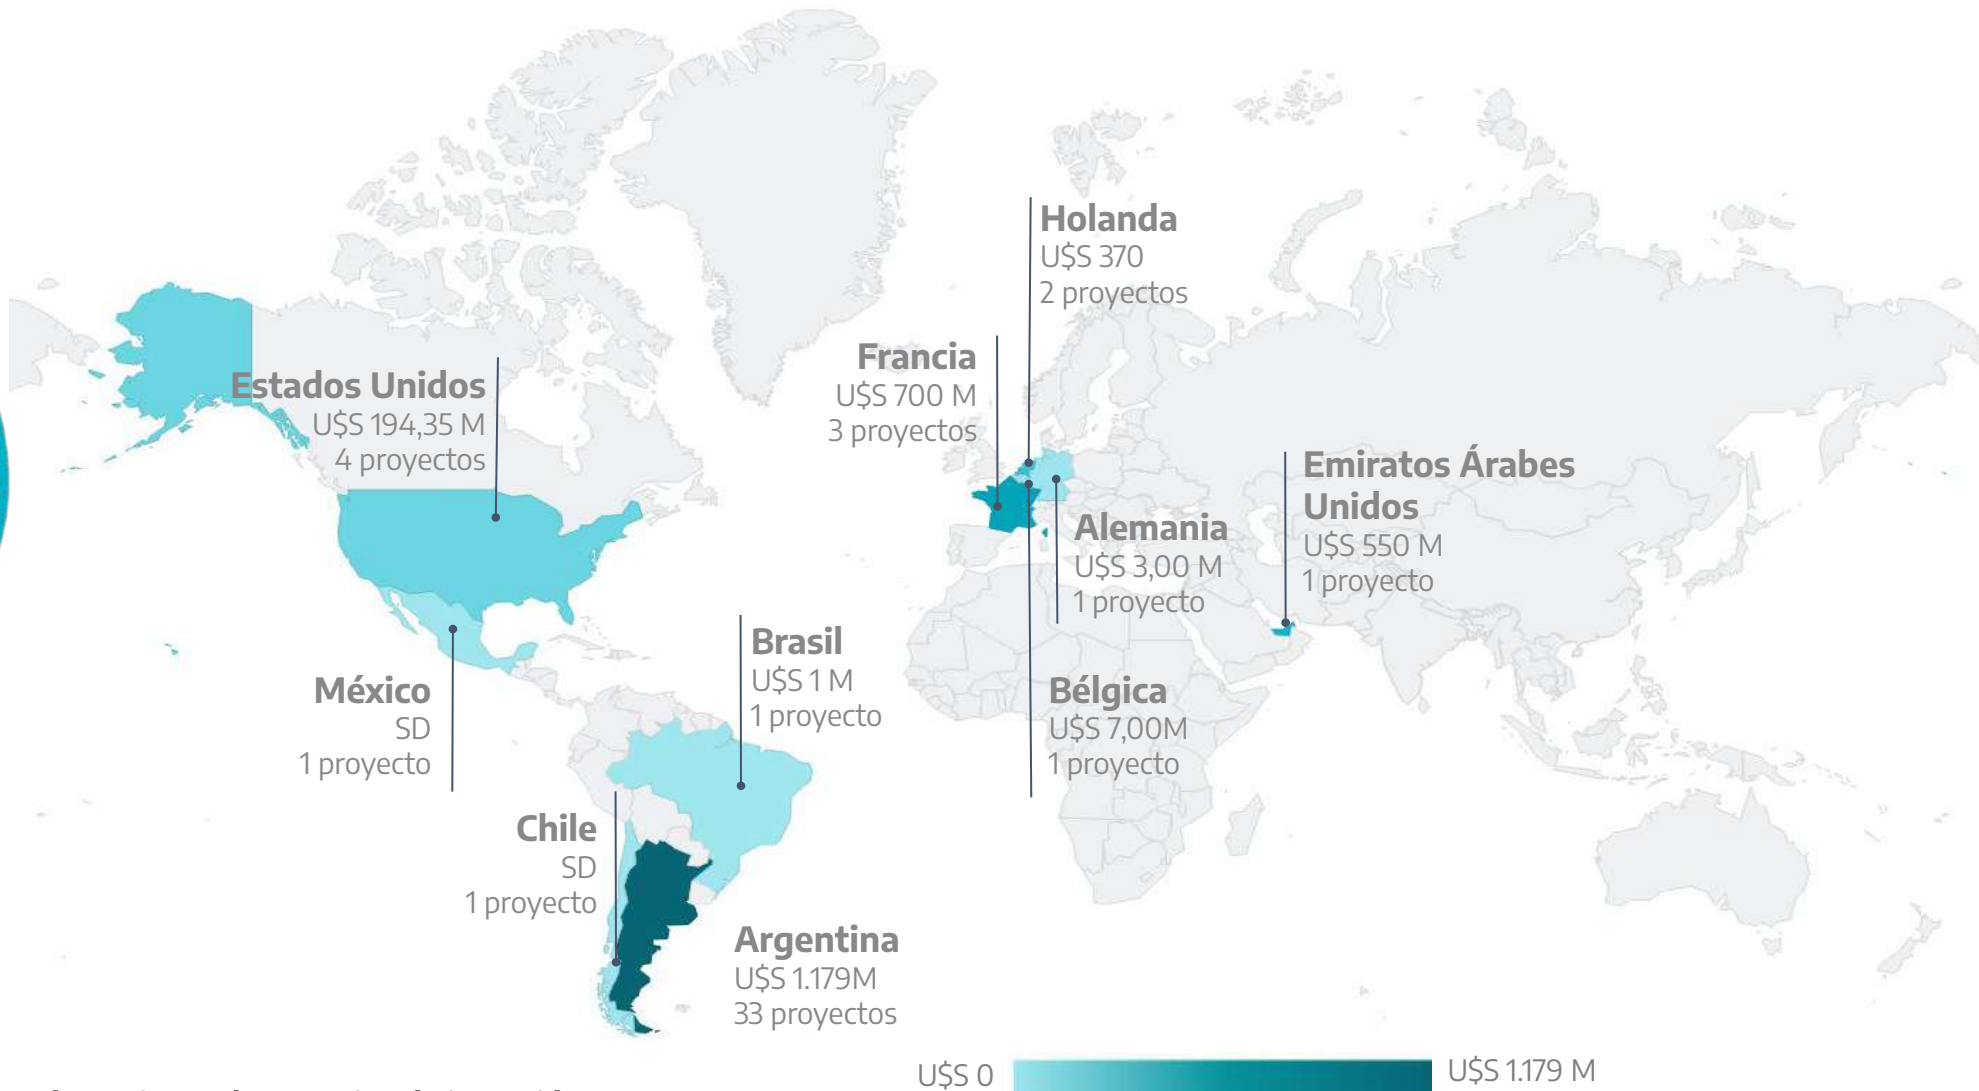 Holanda
U$S 370
2 proyectos
Francia
U$S 700 M
3 proyectos
Estados Unidos
U$S 194,35 M
4 proyectos
Emiratos Árabes
Unidos
U$S 550 M
1 proyecto
Alemania
U$S 3,00 M
1 proyecto
Brasil
U$S 1 M
1 proyecto
México
SD
1 proyecto
Bélgica
U$S 7,00M
1 proyecto
Chile
SD
1 proyecto
Argentina
U$S 1.179M
33 proyectos
U$S 0
U$S 1.179 M